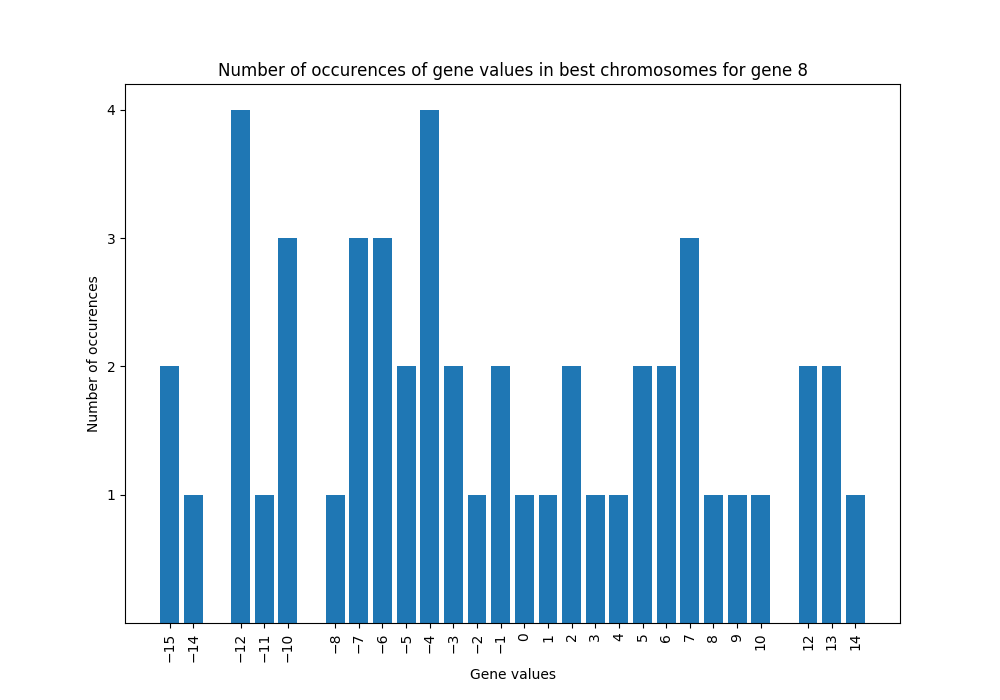 Number of occurences of gene values in best chromosomes for gene 8
Number of occurences
4
3
2
1
−15 −14 −12 −11 −10 −8 −7 −6 −5 −4 −3 −2 −1 0 1 2 3 4 5 6 7 8 9 10 12 13 14
Gene values